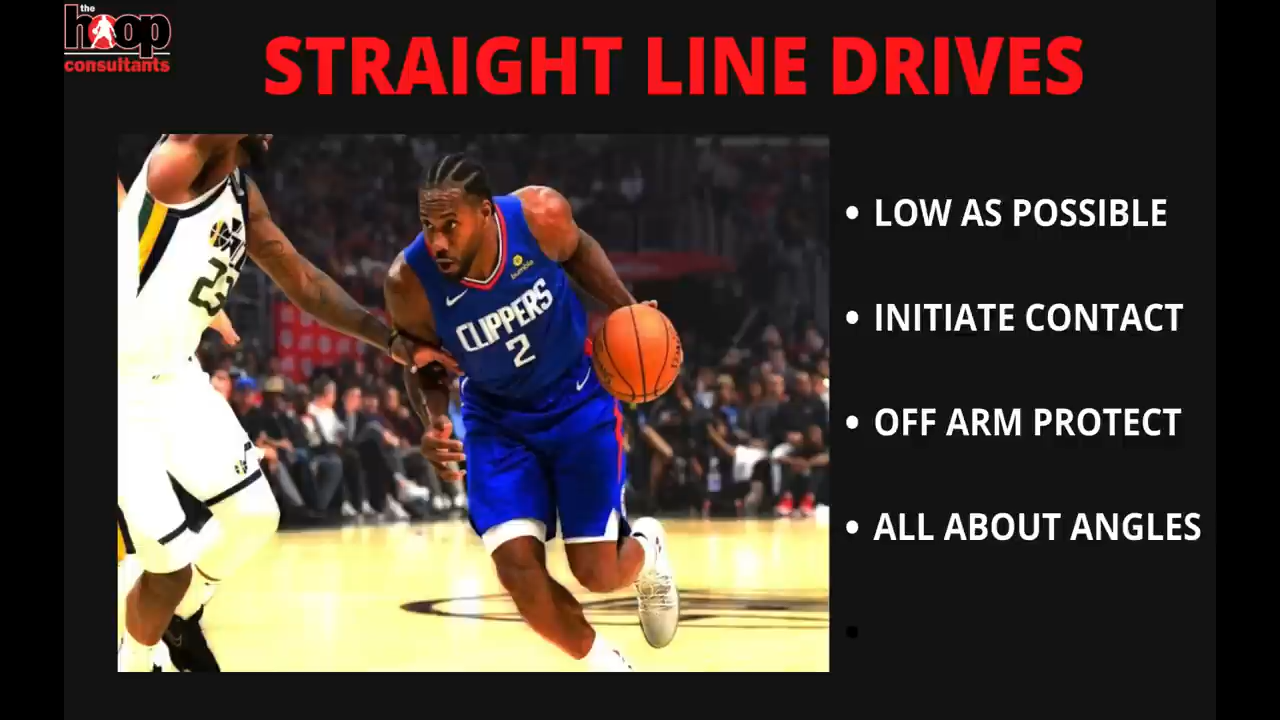 the
hoop
consultants
STRAIGHT LINE DRIVES
23
bumble
CLIPPERS
2
• LOW AS POSSIBLE
• INITIATE CONTACT
• OFF ARM PROTECT
• ALL ABOUT ANGLES